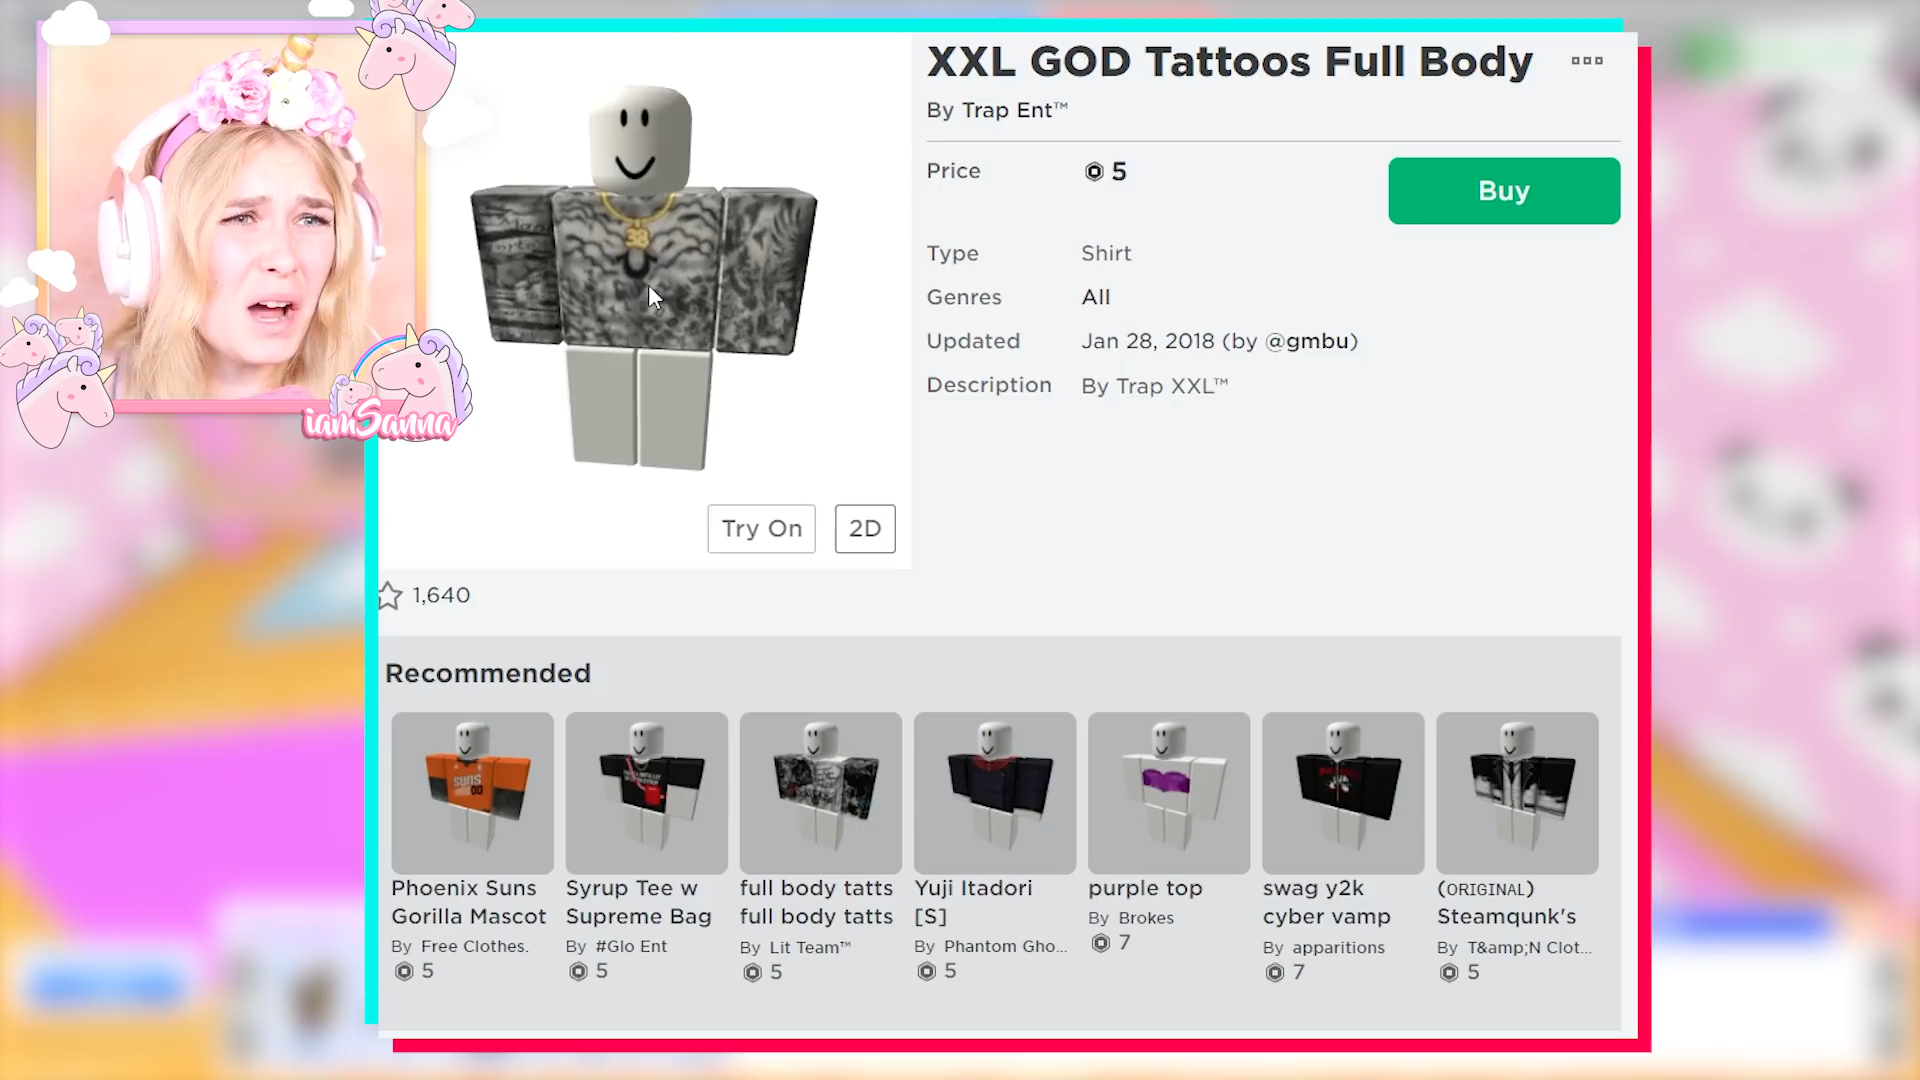 XXL GOD Tattoos Full Body
By Trap Ent™
Price 5
Buy
Type Shirt
Genres All
Updated Jan 28, 2018 (by @gmbu)
Description By Trap XXL™
iamSanna
38
Try On
2D
1,640
Recommended
SUNS
GO
Phoenix Suns
Gorilla Mascot
By Free Clothes.
5
Syrup Tee w
Supreme Bag
By #Glo Ent
5
full body tatts
full body tatts
By Lit Team™
5
Yuji Itadori
[S]
By Phantom Gho...
5
purple top
By Brokes
7
swag y2k
cyber vamp
By apparitions
7
(ORIGINAL)
Steamqunk's
By T&amp;N Clot...
5